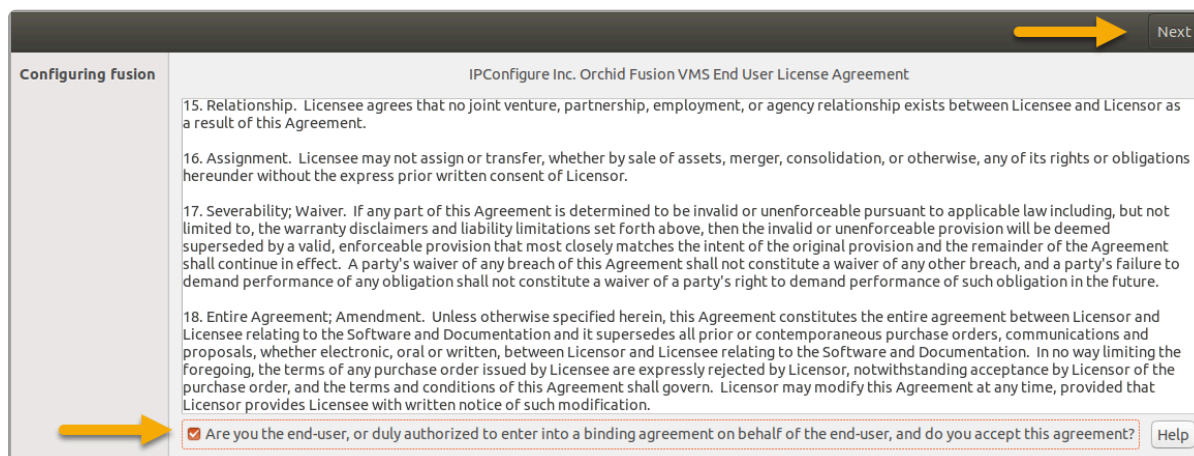 Next
Configuring fusion
IPConfigure Inc. Orchid Fusion VMS End User License Agreement
15. Relationship.  Licensee agrees that no joint venture, partnership, employment, or agency relationship exists between Licensee and Licensor as
a result of this Agreement.
16. Assignment.  Licensee may not assign or transfer, whether by sale of assets, merger, consolidation, or otherwise, any of its rights or obligations
hereunder without the express prior written consent of Licensor.
17. Severability; Waiver.  If any part of this Agreement is determined to be invalid or unenforceable pursuant to applicable law including, but not
limited to, the warranty disclaimers and liability limitations set forth above, then the invalid or unenforceable provision will be deemed
superseded by a valid, enforceable provision that most closely matches the intent of the original provision and the remainder of the Agreement
shall continue in effect.  A party's waiver of any breach of this Agreement shall not constitute a waiver of any other breach, and a party's failure to
demand performance of any obligation shall not constitute a waiver of a party's right to demand performance of such obligation in the future.
18. Entire Agreement; Amendment.  Unless otherwise specified herein, this Agreement constitutes the entire agreement between Licensor and
Licensee relating to the Software and Documentation and it supersedes all prior or contemporaneous purchase orders, communications and
proposals, whether electronic, oral or written, between Licensor and Licensee relating to the Software and Documentation.  In no way limiting the
foregoing, the terms of any purchase order issued by Licensee are expressly rejected by Licensor, notwithstanding acceptance by Licensor of the
purchase order, and the terms and conditions of this Agreement shall govern.  Licensor may modify this Agreement at any time, provided that
Licensor provides Licensee with written notice of such modification.
Are you the end-user, or duly authorized to enter into a binding agreement on behalf of the end-user, and do you accept this agreement?
Help